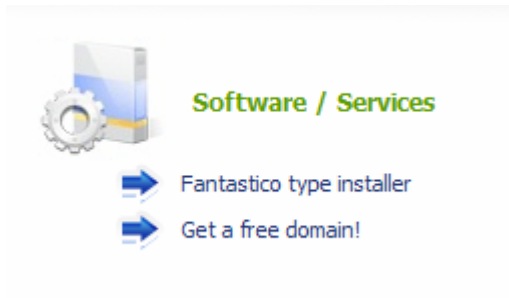 Software / Services
Fantastico type installer
Get a free domain!